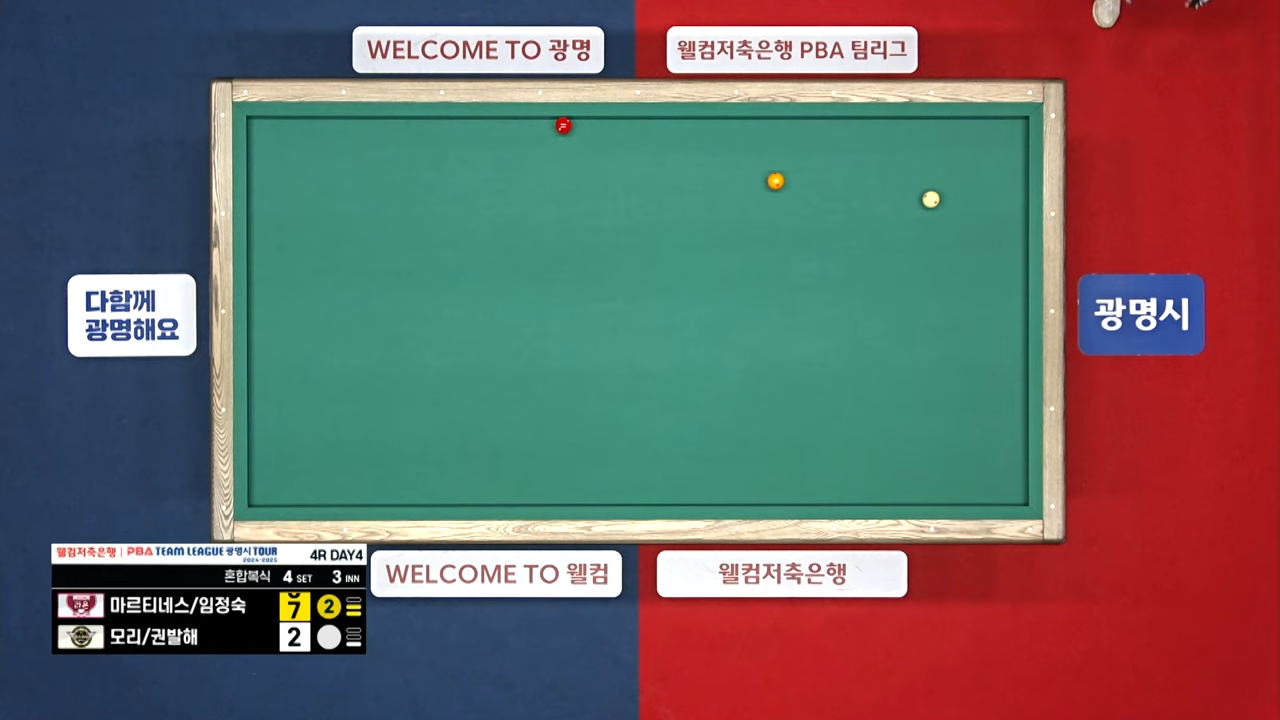 WELCOME TO 광명
웰컴저축은행 PBA 팀리그
다함께
광명해요
광명시
웰컴저축은행 | PBA TEAM LEAGUE 광명시 TOUR
2024-2025
4R DAY4
혼합복식 4 SET 3 INN
마르티네스/임정숙 7 2
모리/권발해 2
WELCOME TO 웰컴
웰컴저축은행